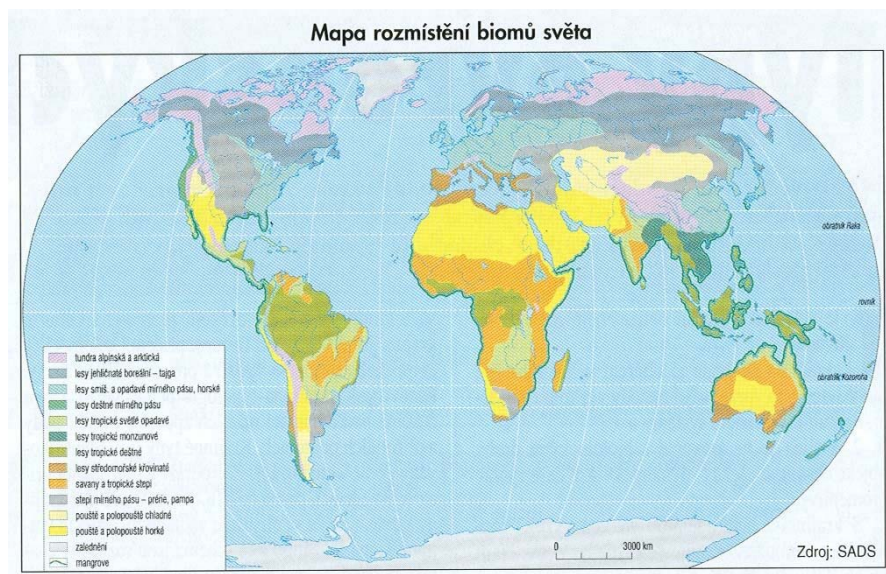 Mapa rozmístění biomů světa
obratník Raka
rovník
obratník Kozoroha
tundra alpinská a arktická
lesy jehličnaté boreální – tajga
lesy smíš. a opadavé mírného pásu, horské
lesy deštné mírného pásu
lesy tropické světlé opadavé
lesy tropické monzunové
lesy tropické deštné
lesy středomořské křovinaté
savany a tropické stepi
stepi mírného pásu – prérie, pampa
pouště a polopouště chladné
pouště a polopouště horké
zalednění
mangrove
0 3000 km
Zdroj: SADS